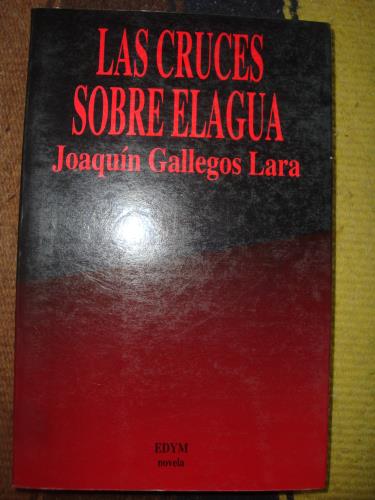 LAS CRUCES
SOBRE ELAGUA
Joaquín Gallegos Lara
EDYM
novela